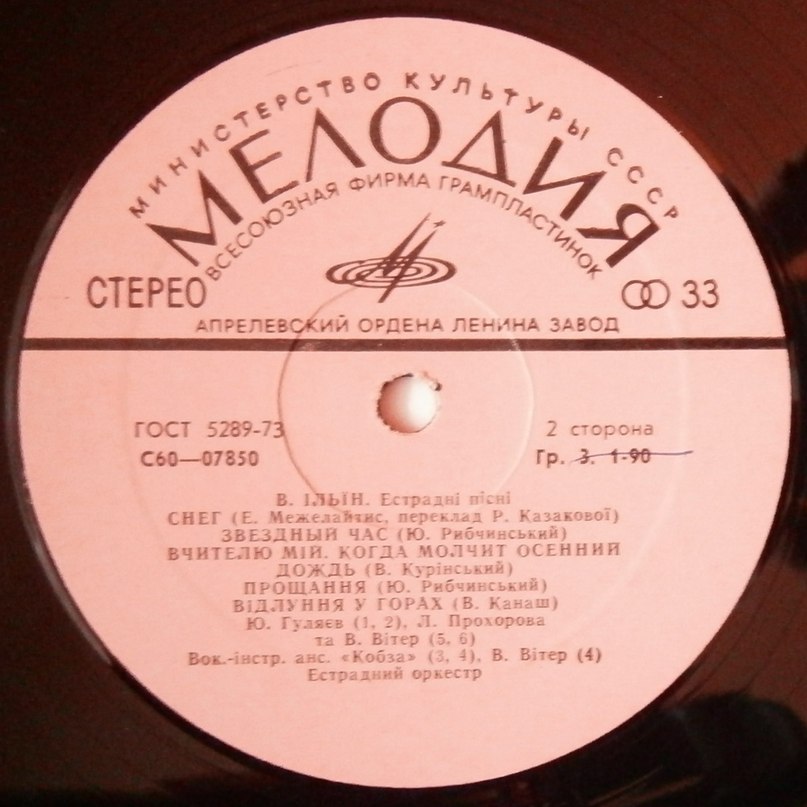 МИНИСТЕРСТВО КУЛЬТУРЫ СССР
МЕЛОДИЯ
ВСЕСОЮЗНАЯ ФИРМА ГРАМПЛАСТИНОК
СТЕРЕО
33
АПРЕЛЕВСКИЙ ОРДЕНА ЛЕНИНА ЗАВОД
ГОСТ 5289-73
2 сторона
С60—07850
Гр. 3. 1-90
В. ІЛЬЇН. Естрадні пісні
СНЕГ (Е. Межелайтис, переклад Р. Казакової)
ЗВЕЗДНЫЙ ЧАС (Ю. Рибчинський)
ВЧИТЕЛЮ МІЙ. КОГДА МОЛЧИТ ОСЕННИЙ
ДОЖДЬ (В. Курінський)
ПРОЩАННЯ (Ю. Рибчинський)
ВІДЛУННЯ У ГОРАХ (В. Канаш)
Ю. Гуляєв (1, 2), Л. Прохорова
та В. Вітер (5, 6)
Вок.-інстр. анс. «Кобза» (3, 4), В. Вітер (4)
Естрадний оркестр